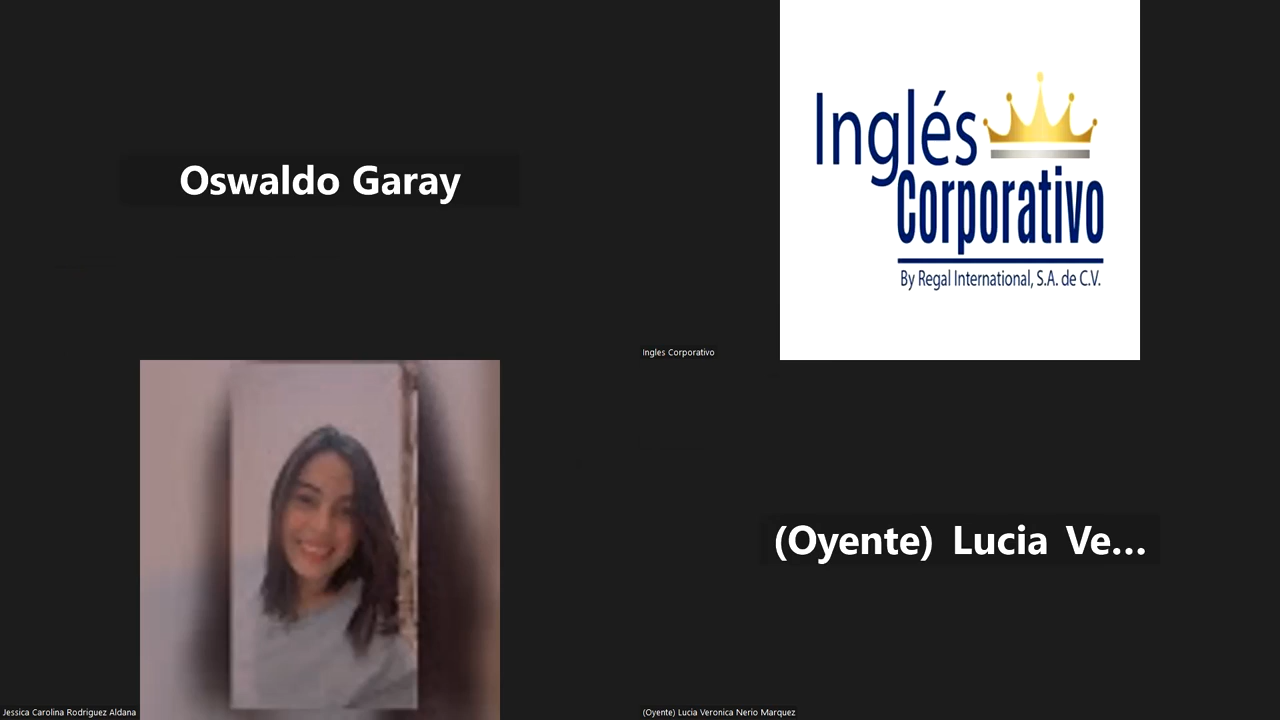 Oswaldo Garay
Inglés
Corporativo
By Regal International, S.A. de C.V.
Ingles Corporativo
Jessica Carolina Rodriguez Aldana
(Oyente) Lucia Ve...
(Oyente) Lucia Veronica Nerio Marquez